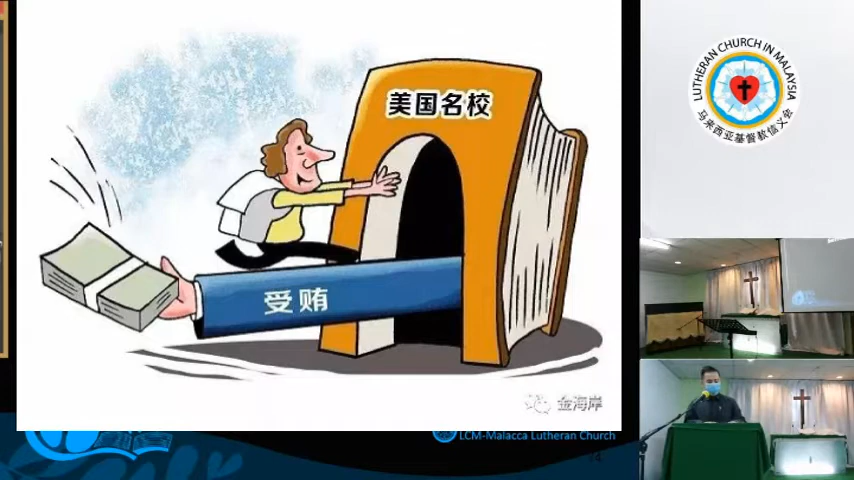 美国名校
受贿
金海岸
LUTHERAN CHURCH IN MALAYSIA
马来西亚基督教信义会
LCM-Malacca Lutheran Church